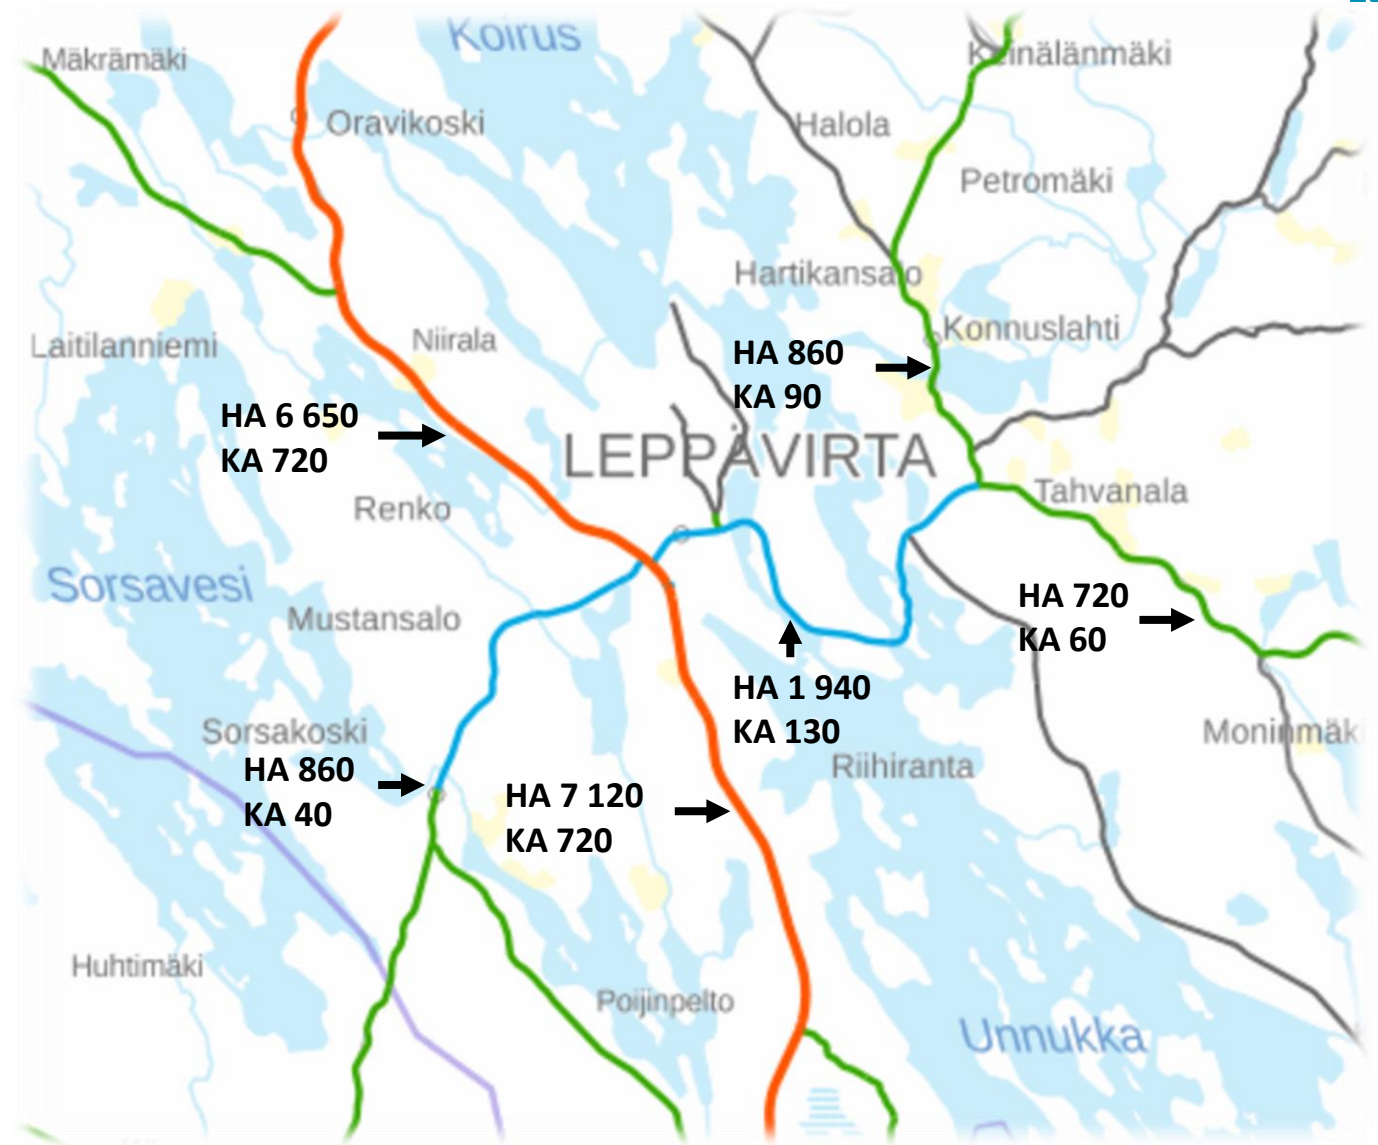 Koirus
Mäkrämäki
Keinälänmäki
Oravikoski
Halola
Petromäki
Hartikansalo
Konnuslahti
Laitilanniemi
Niirala
HA 860
KA 90
HA 6 650
KA 720
LEPPÄVIRTA
Tahvanala
Renko
Sorsavesi
Mustansalo
HA 720
KA 60
HA 1 940
KA 130
Sorsakoski
Moninmäk
HA 860
KA 40
Riihiranta
HA 7 120
KA 720
Huhtimäki
Poijinpelto
Unnukka